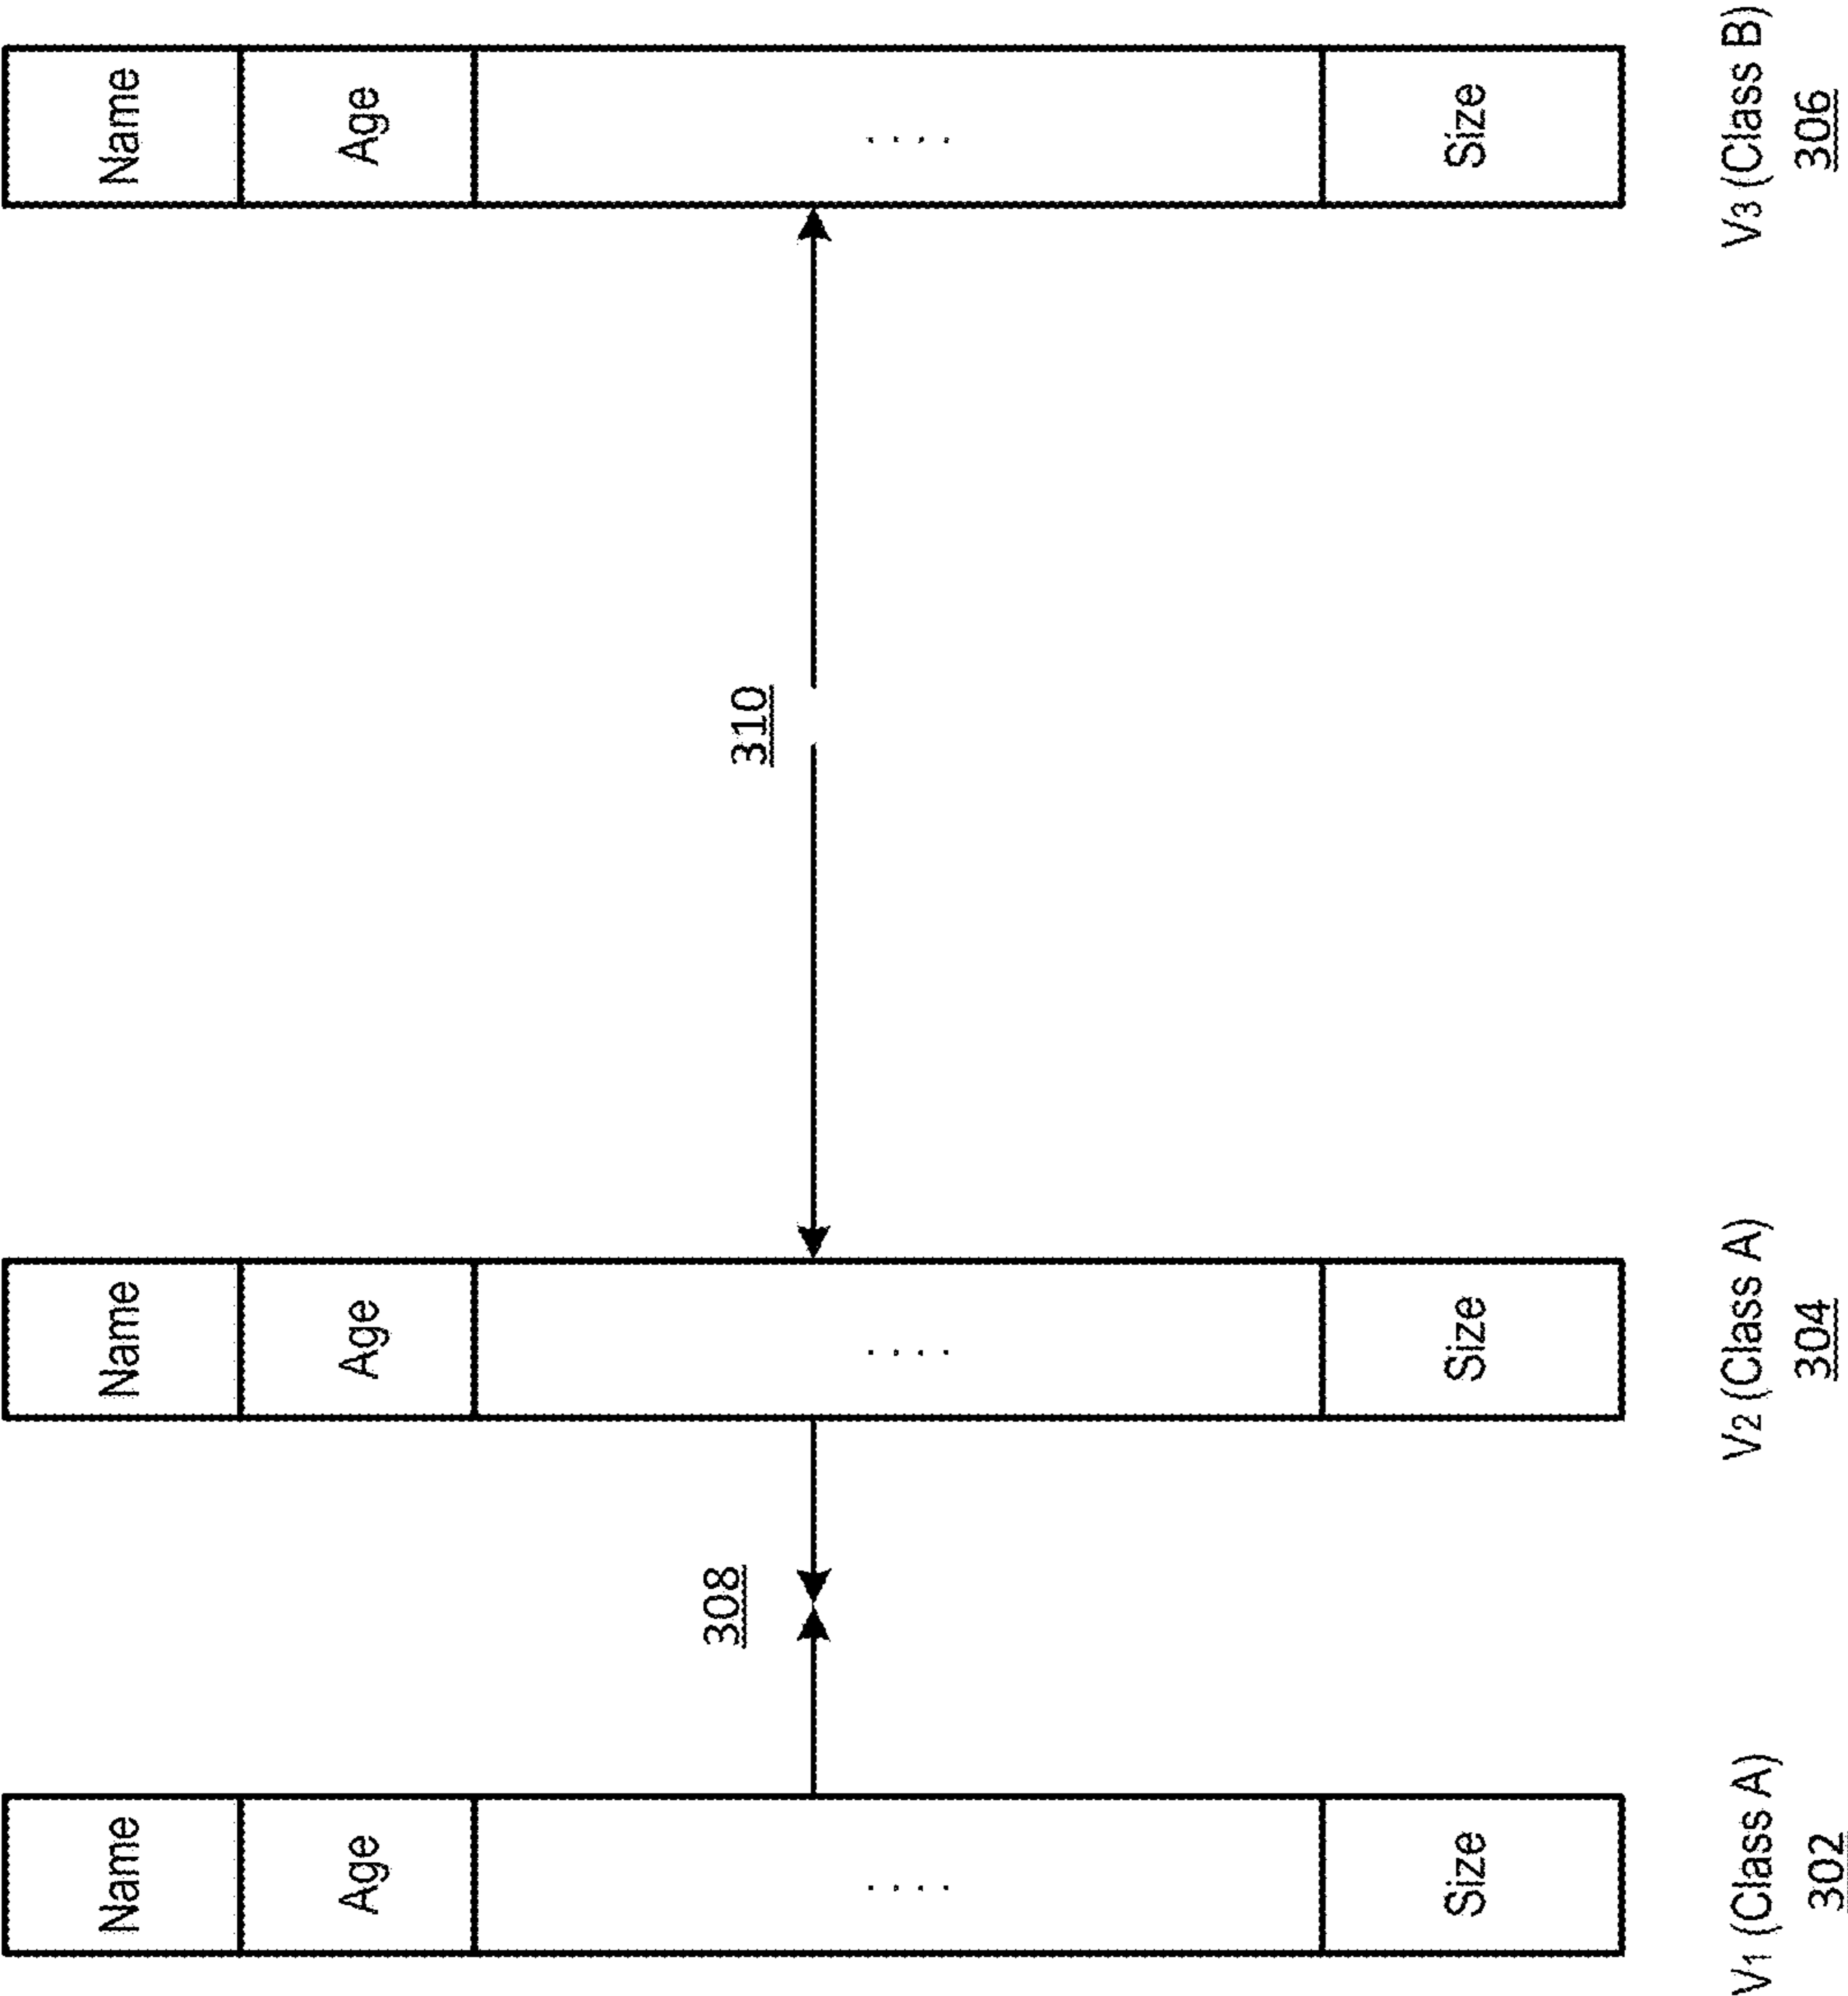 Name
Age
....
Size
V1 (Class A)
302
308
Name
Age
....
Size
V2 (Class A)
304
310
Name
Age
....
Size
V3 (Class B)
306